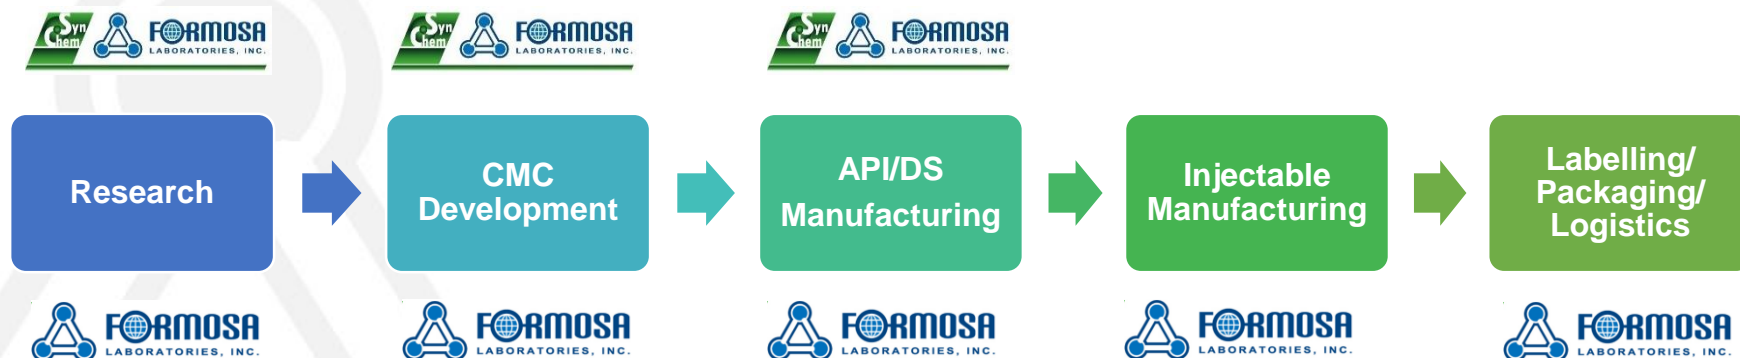 Syn Chem FORMOSA LABORATORIES, INC.
Syn Chem FORMOSA LABORATORIES, INC.
Syn Chem FORMOSA LABORATORIES, INC.
Research
CMC
Development
API/DS
Manufacturing
Injectable
Manufacturing
Labelling/
Packaging/
Logistics
FORMOSA
LABORATORIES, INC.
FORMOSA
LABORATORIES, INC.
FORMOSA
LABORATORIES, INC.
FORMOSA
LABORATORIES, INC.
FORMOSA
LABORATORIES, INC.